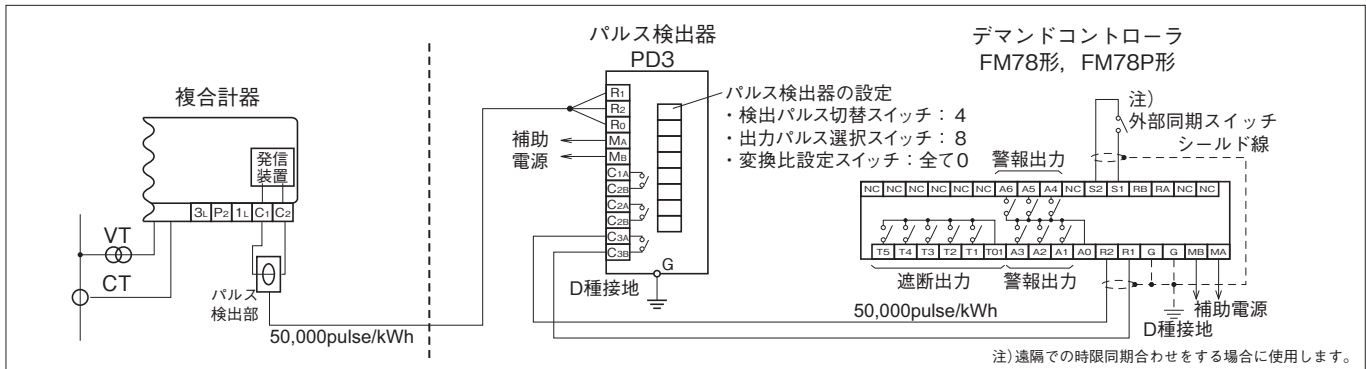 複合計器
発信
装置
3L P2 1L C1 C2
VT
CT
パルス
検出部
50,000pulse/kWh
パルス検出器
PD3
R1
R2
R0
MA
MB
C1A
C2B
C2A
C2B
C3A
C3B
補助
電源
G
D種接地
パルス検出器の設定
・検出パルス切替スイッチ：4
・出力パルス選択スイッチ：8
・変換比設定スイッチ：全て0
デマンドコントローラ
FM78形，FM78P形
注）
外部同期スイッチ
シールド線
警報出力
NC NC NC NC NC NC A6 A5 A4 NC S2 S1 RB RA NC NC
T5 T4 T3 T2 T1 T01 A3 A2 A1 A0 R2 R1 G G MB MA
遮断出力 警報出力
50,000pulse/kWh
補助電源
D種接地
注）遠隔での時限同期合わせをする場合に使用します。